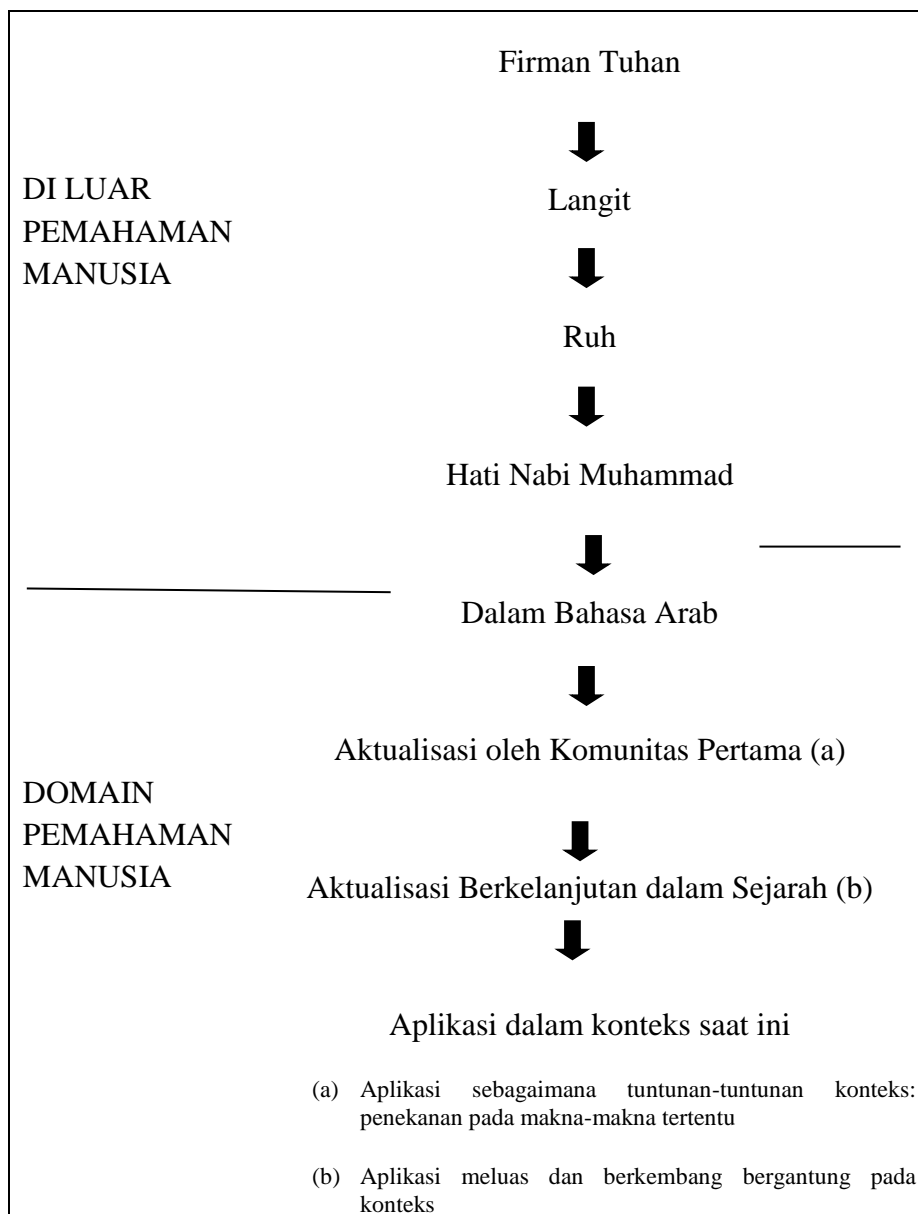 Firman Tuhan
DI LUAR
PEMAHAMAN
MANUSIA
Langit
Ruh
Hati Nabi Muhammad
Dalam Bahasa Arab
Aktualisasi oleh Komunitas Pertama (a)
DOMAIN
PEMAHAMAN
MANUSIA
Aktualisasi Berkelanjutan dalam Sejarah (b)
Aplikasi dalam konteks saat ini
(a) Aplikasi sebagaimana tuntunan-tuntunan konteks:
penekanan pada makna-makna tertentu
(b) Aplikasi meluas dan berkembang bergantung pada
konteks